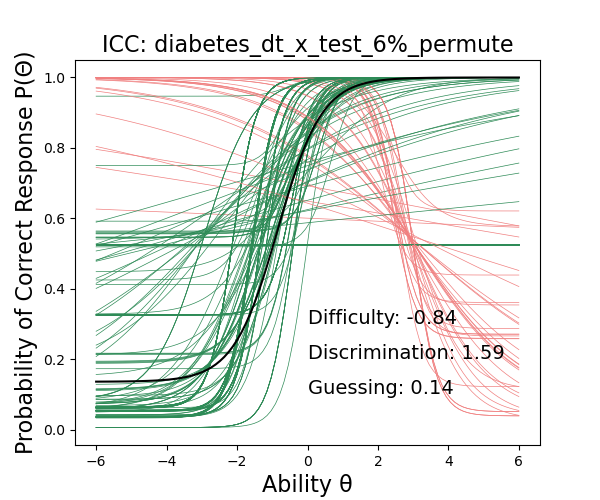 ICC: diabetes_dt_x_test_6%_permute
Probability of Correct Response P(Θ)
1.0
0.8
0.6
0.4
0.2
0.0
Difficulty: -0.84
Discrimination: 1.59
Guessing: 0.14
−6 −4 −2 0 2 4 6
Ability θ